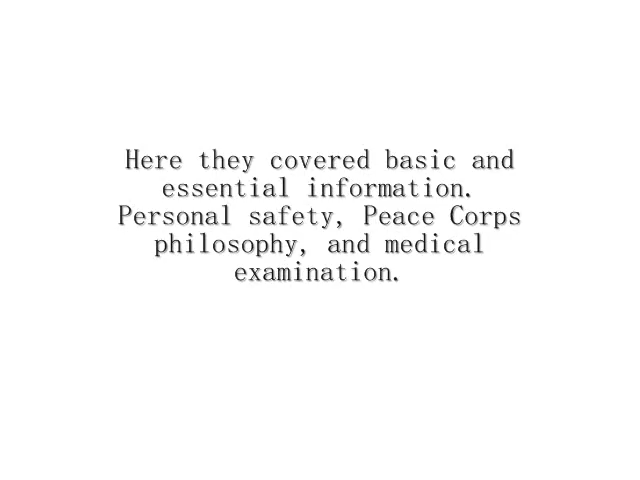 Here they covered basic and
essential information.
Personal safety, Peace Corps
philosophy, and medical
examination.